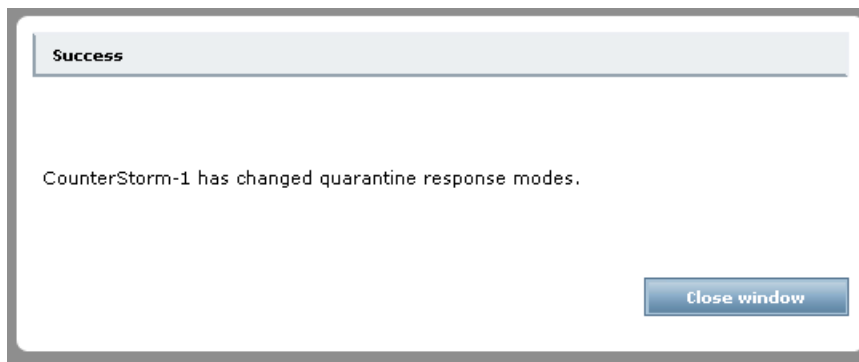 Success
CounterStorm-1 has changed quarantine response modes.
Close window